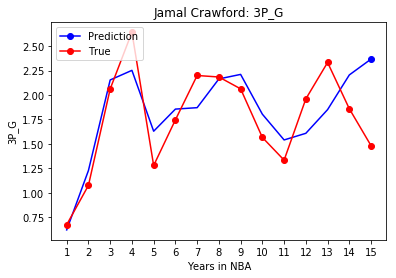 Jamal Crawford: 3P_G
Prediction
True
3P_G
2.50
2.25
2.00
1.75
1.50
1.25
1.00
0.75
1 2 3 4 5 6 7 8 9 10 11 12 13 14 15
Years in NBA